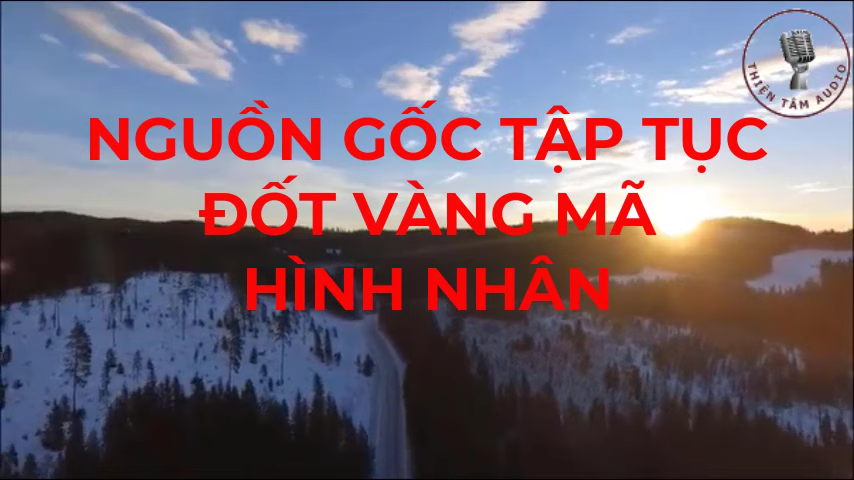 THIỆN TÂM AUDIO
NGUỒN GỐC TẬP TỤC
ĐỐT VÀNG MÃ
HÌNH NHÂN